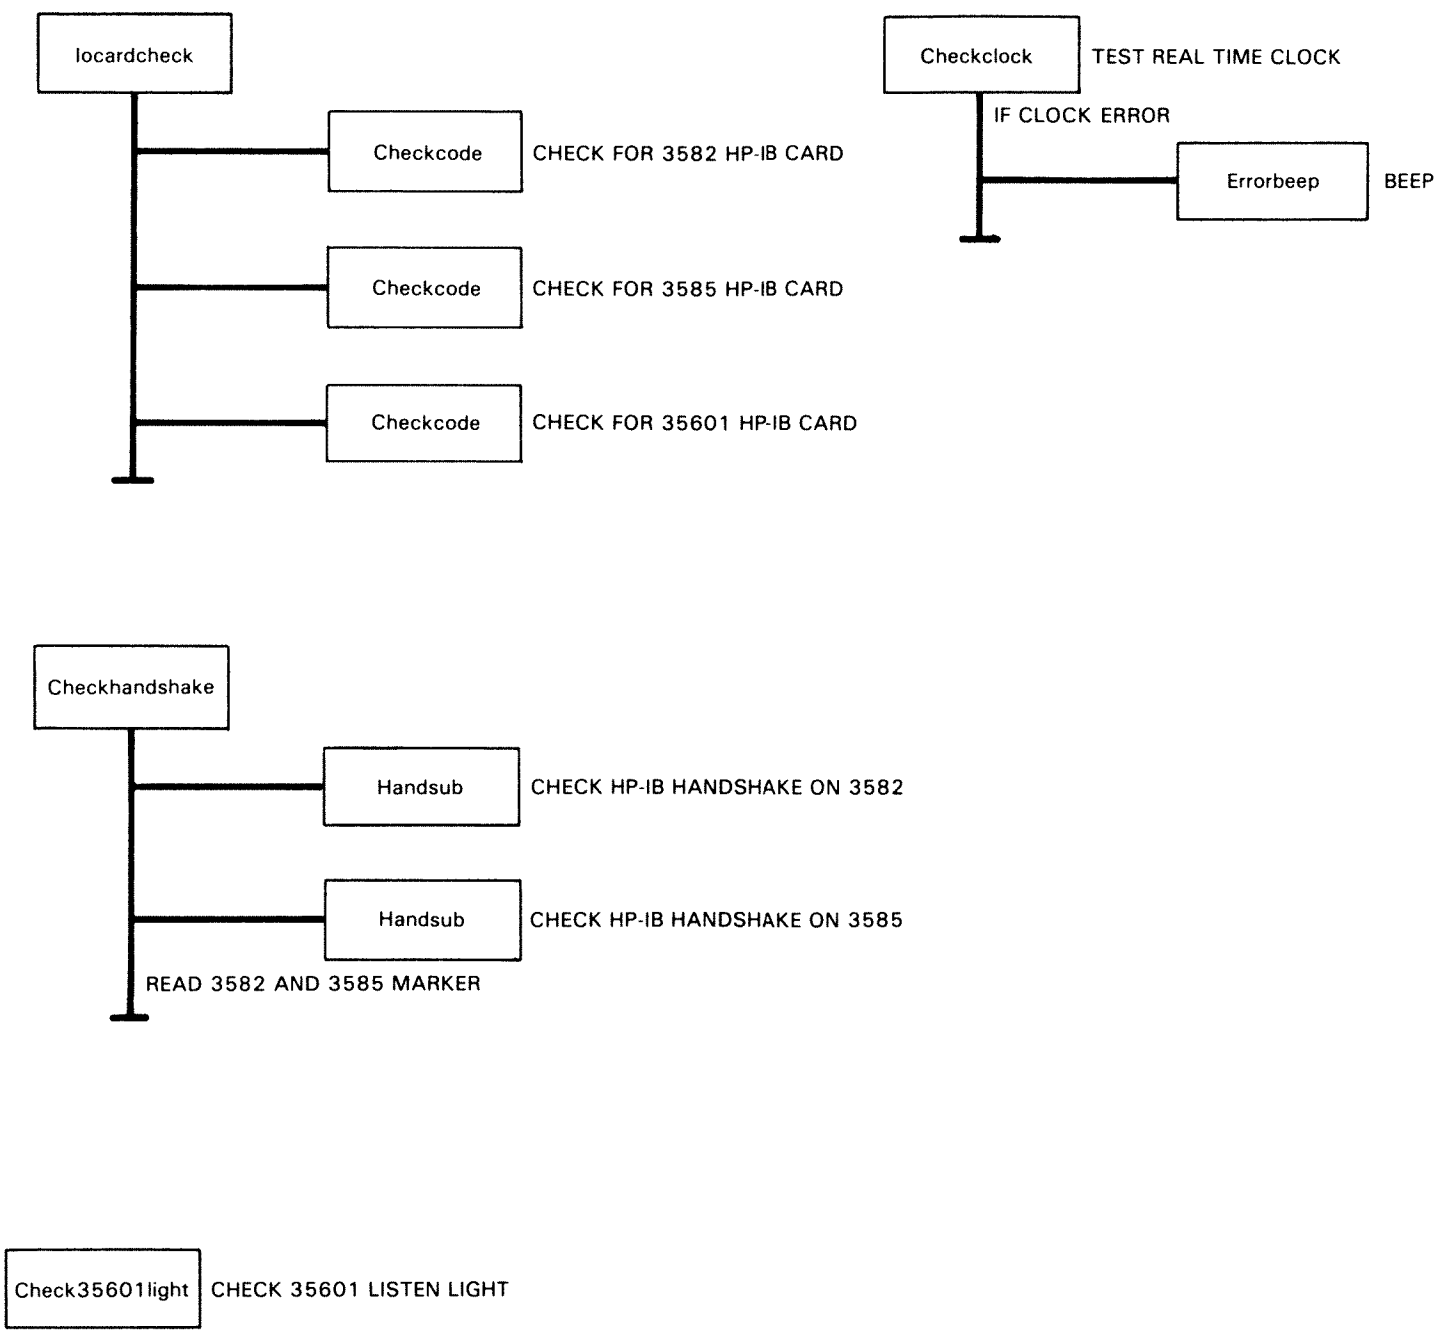 Iocardcheck
Checkcode CHECK FOR 3582 HP-IB CARD
Checkcode CHECK FOR 3585 HP-IB CARD
Checkcode CHECK FOR 35601 HP-IB CARD
Checkclock TEST REAL TIME CLOCK
IF CLOCK ERROR
Errorbeep BEEP
Checkhandshake
Handsub CHECK HP-IB HANDSHAKE ON 3582
Handsub CHECK HP-IB HANDSHAKE ON 3585
READ 3582 AND 3585 MARKER
Check35601light CHECK 35601 LISTEN LIGHT